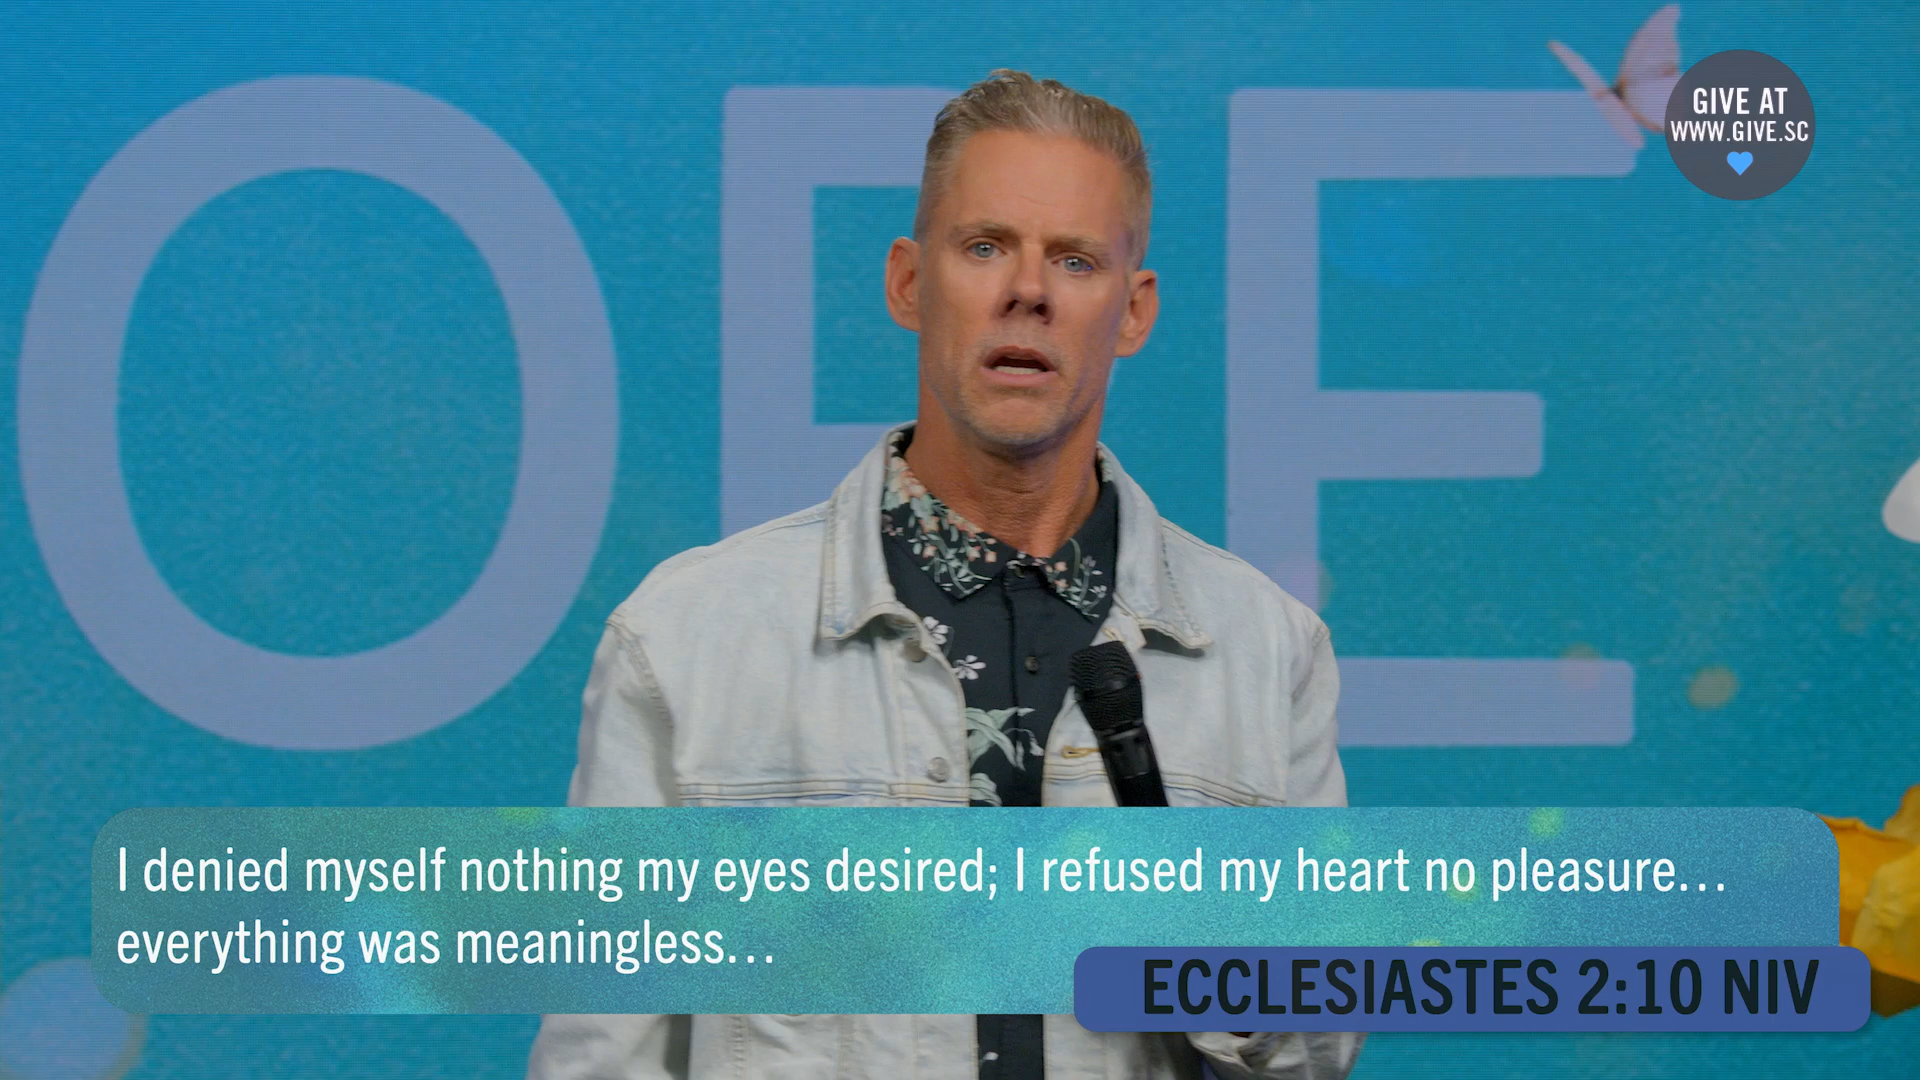 OPE
GIVE AT
WWW.GIVE.SC
I denied myself nothing my eyes desired; I refused my heart no pleasure...
everything was meaningless...
ECCLESIASTES 2:10 NIV